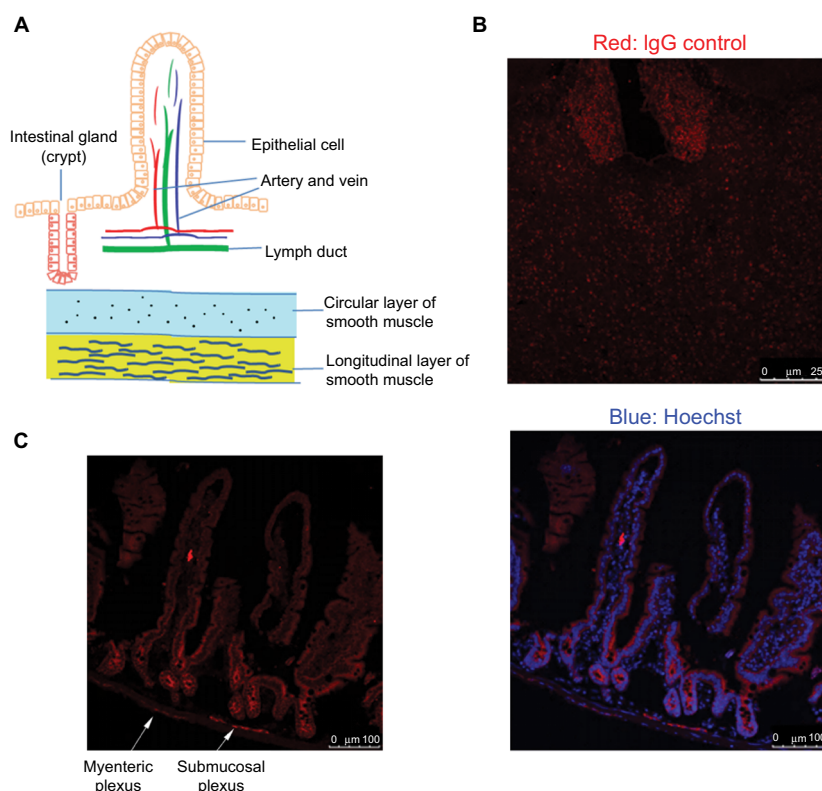 A
Intestinal gland
(crypt)
Epithelial cell
Artery and vein
Lymph duct
Circular layer of
smooth muscle
Longitudinal layer of
smooth muscle
B
Red: IgG control
0 µm 25
Blue: Hoechst
0 µm 100
C
0 µm 100
Myenteric
plexus
Submucosal
plexus